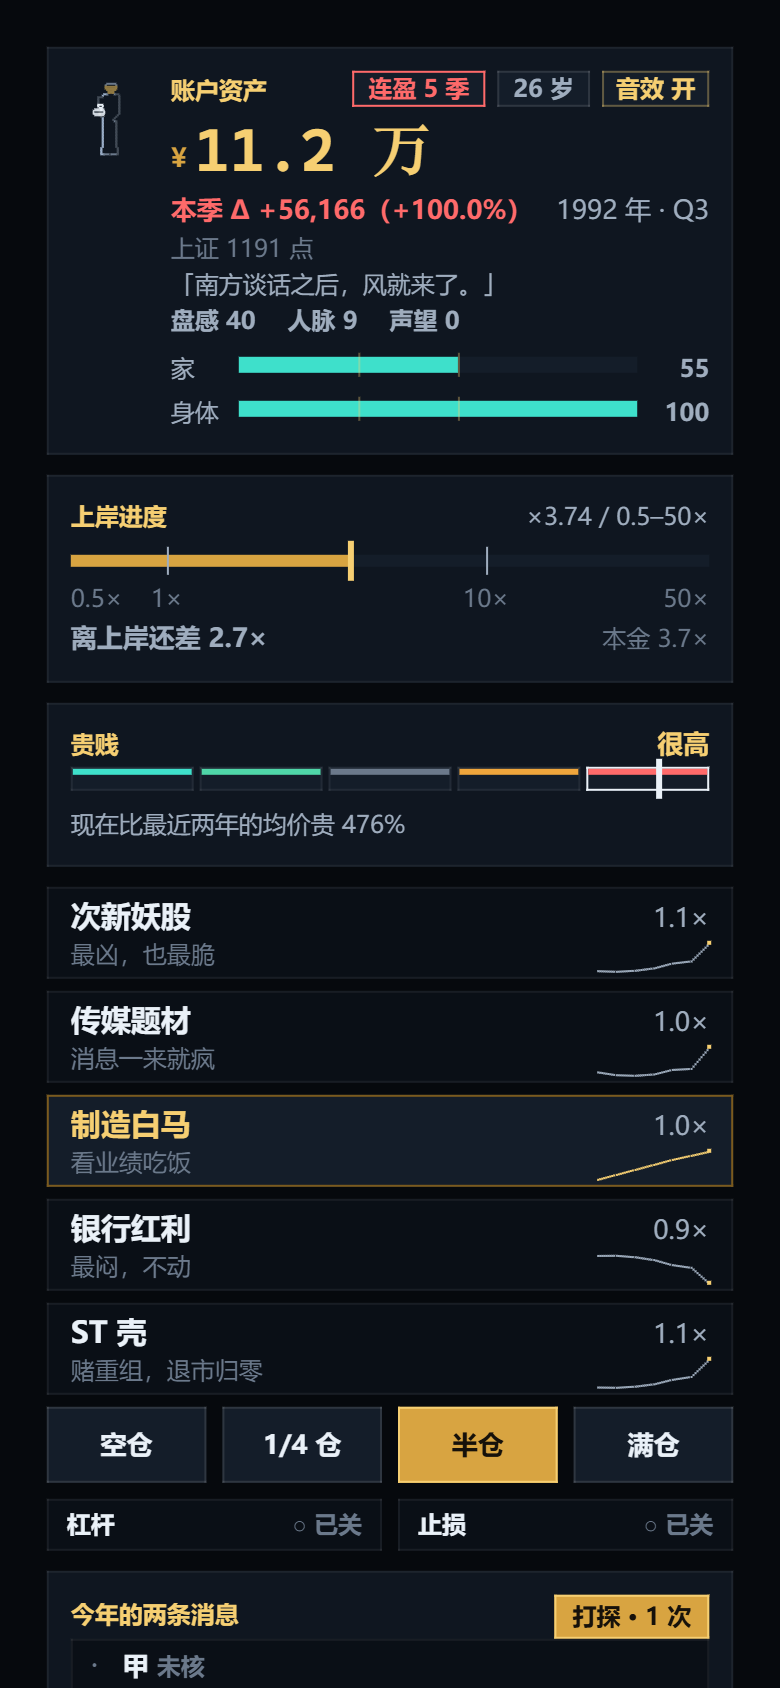 账户资产 连盈 5 季 26 岁 音效 开
¥11.2 万
本季 Δ +56,166（+100.0%） 1992 年 · Q3
上证 1191 点
「南方谈话之后，风就来了。」
盘感 40 人脉 9 声望 0
家 55
身体 100
上岸进度 ×3.74 / 0.5–50×
0.5× 1× 10× 50×
离上岸还差 2.7× 本金 3.7×
贵贱 很高
现在比最近两年的均价贵 476%
次新妖股 1.1×
最凶，也最脆
传媒题材 1.0×
消息一来就疯
制造白马 1.0×
看业绩吃饭
银行红利 0.9×
最闷，不动
ST 壳 1.1×
赌重组，退市归零
空仓 1/4 仓 半仓 满仓
杠杆 ○ 已关 止损 ○ 已关
今年的两条消息 打探 • 1 次
· 甲 未核